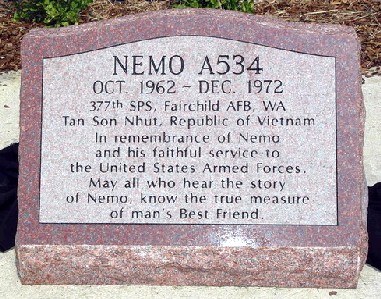 NEMO A534
OCT. 1962 - DEC. 1972
377th SPS, Fairchild AFB, WA
Tan Son Nhut, Republic of Vietnam
In remembrance of Nemo
and his faithful service to
the United States Armed Forces.
May all who hear the story
of Nemo, know the true measure
of man's Best Friend.